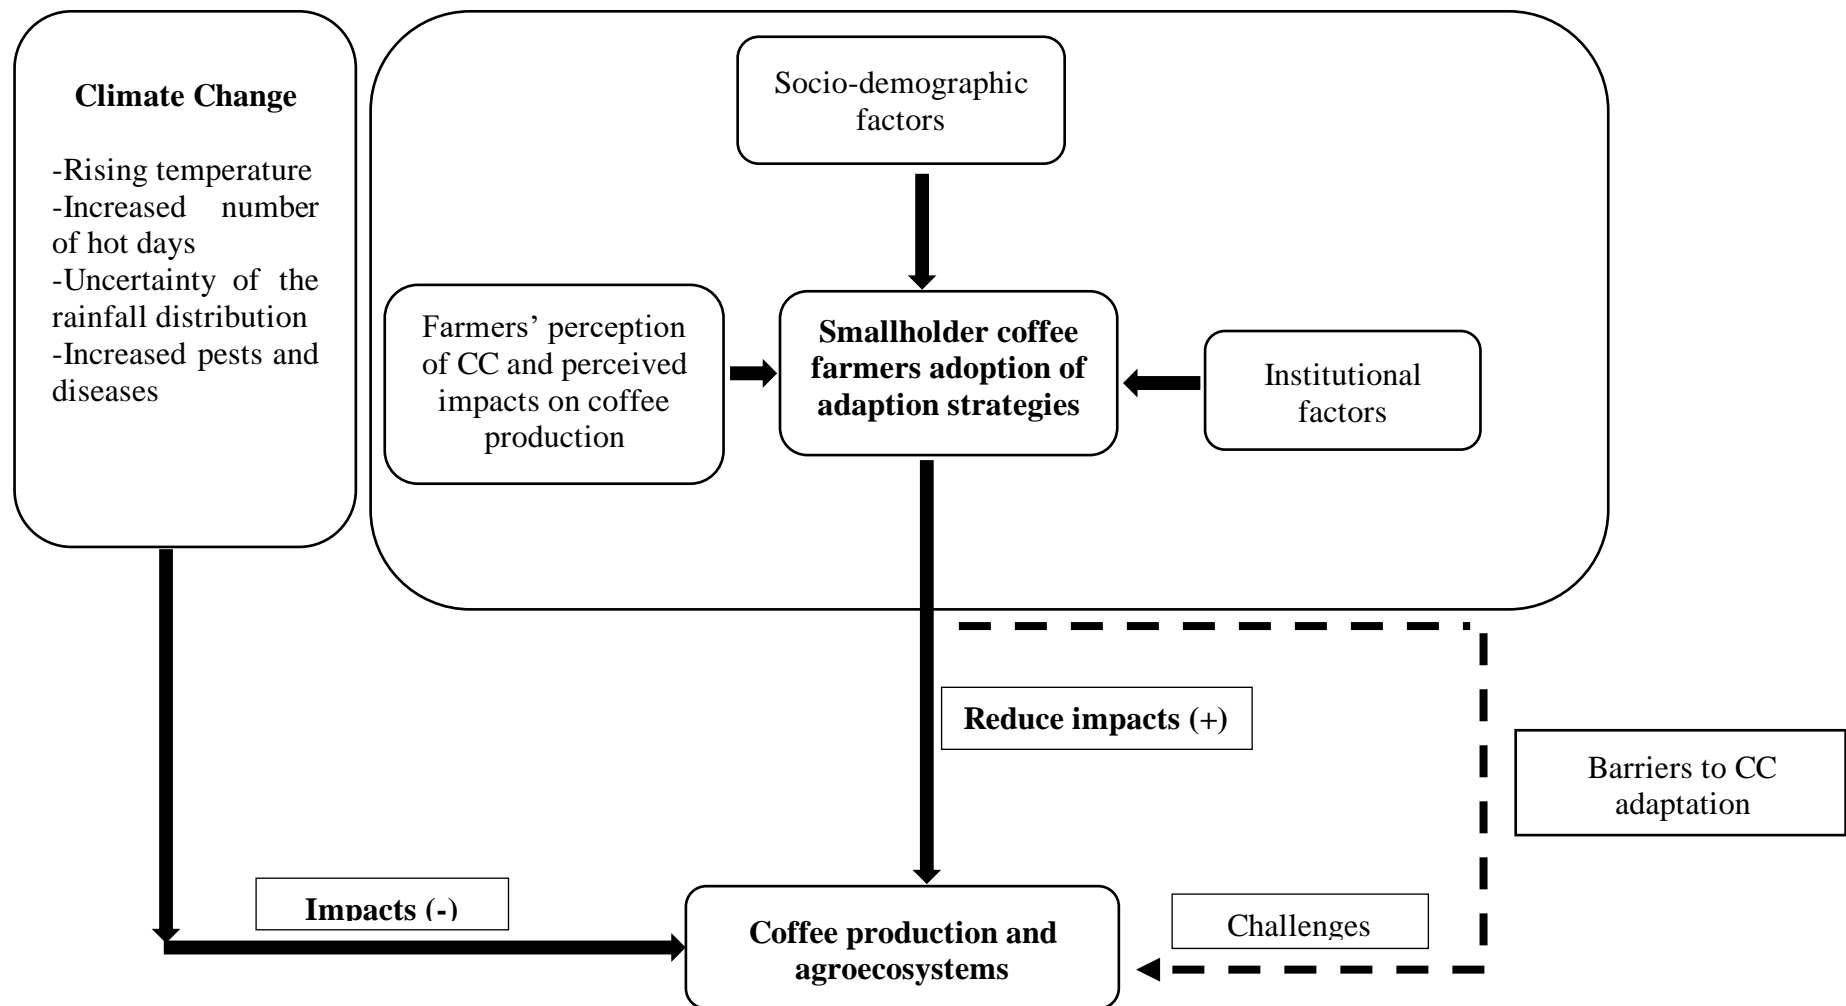 Climate Change
-Rising temperature
-Increased number
of hot days
-Uncertainty of the
rainfall distribution
-Increased pests and
diseases
Socio-demographic
factors
Farmers’ perception
of CC and perceived
impacts on coffee
production
Smallholder coffee
farmers adoption of
adaption strategies
Institutional
factors
Reduce impacts (+)
Barriers to CC
adaptation
Impacts (-)
Coffee production and
agroecosystems
Challenges